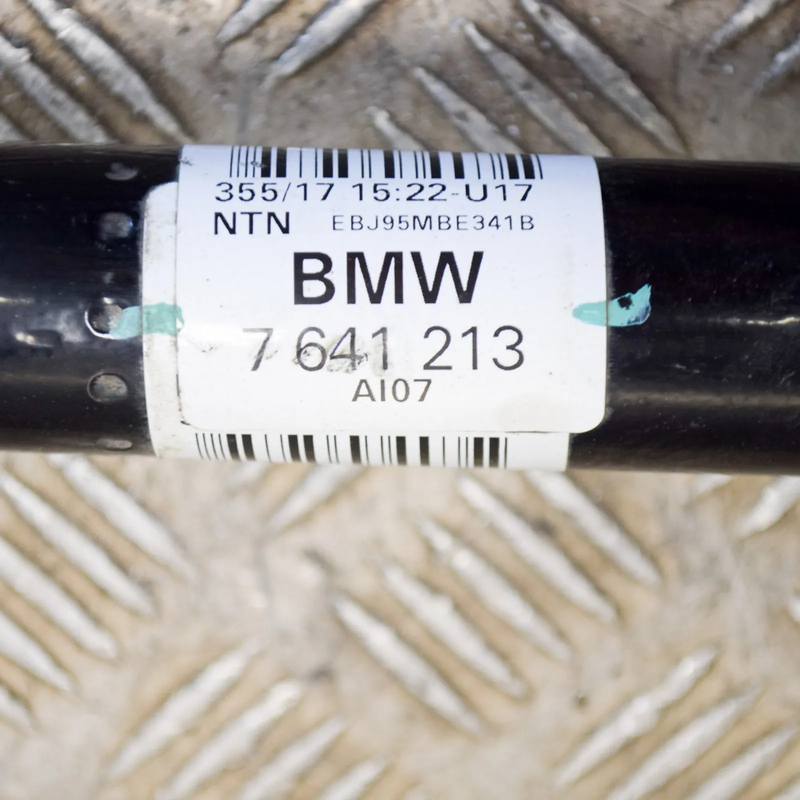 355/17 15:22-U17
NTN EBJ95MBE341B
BMW
7 641 213
AI07